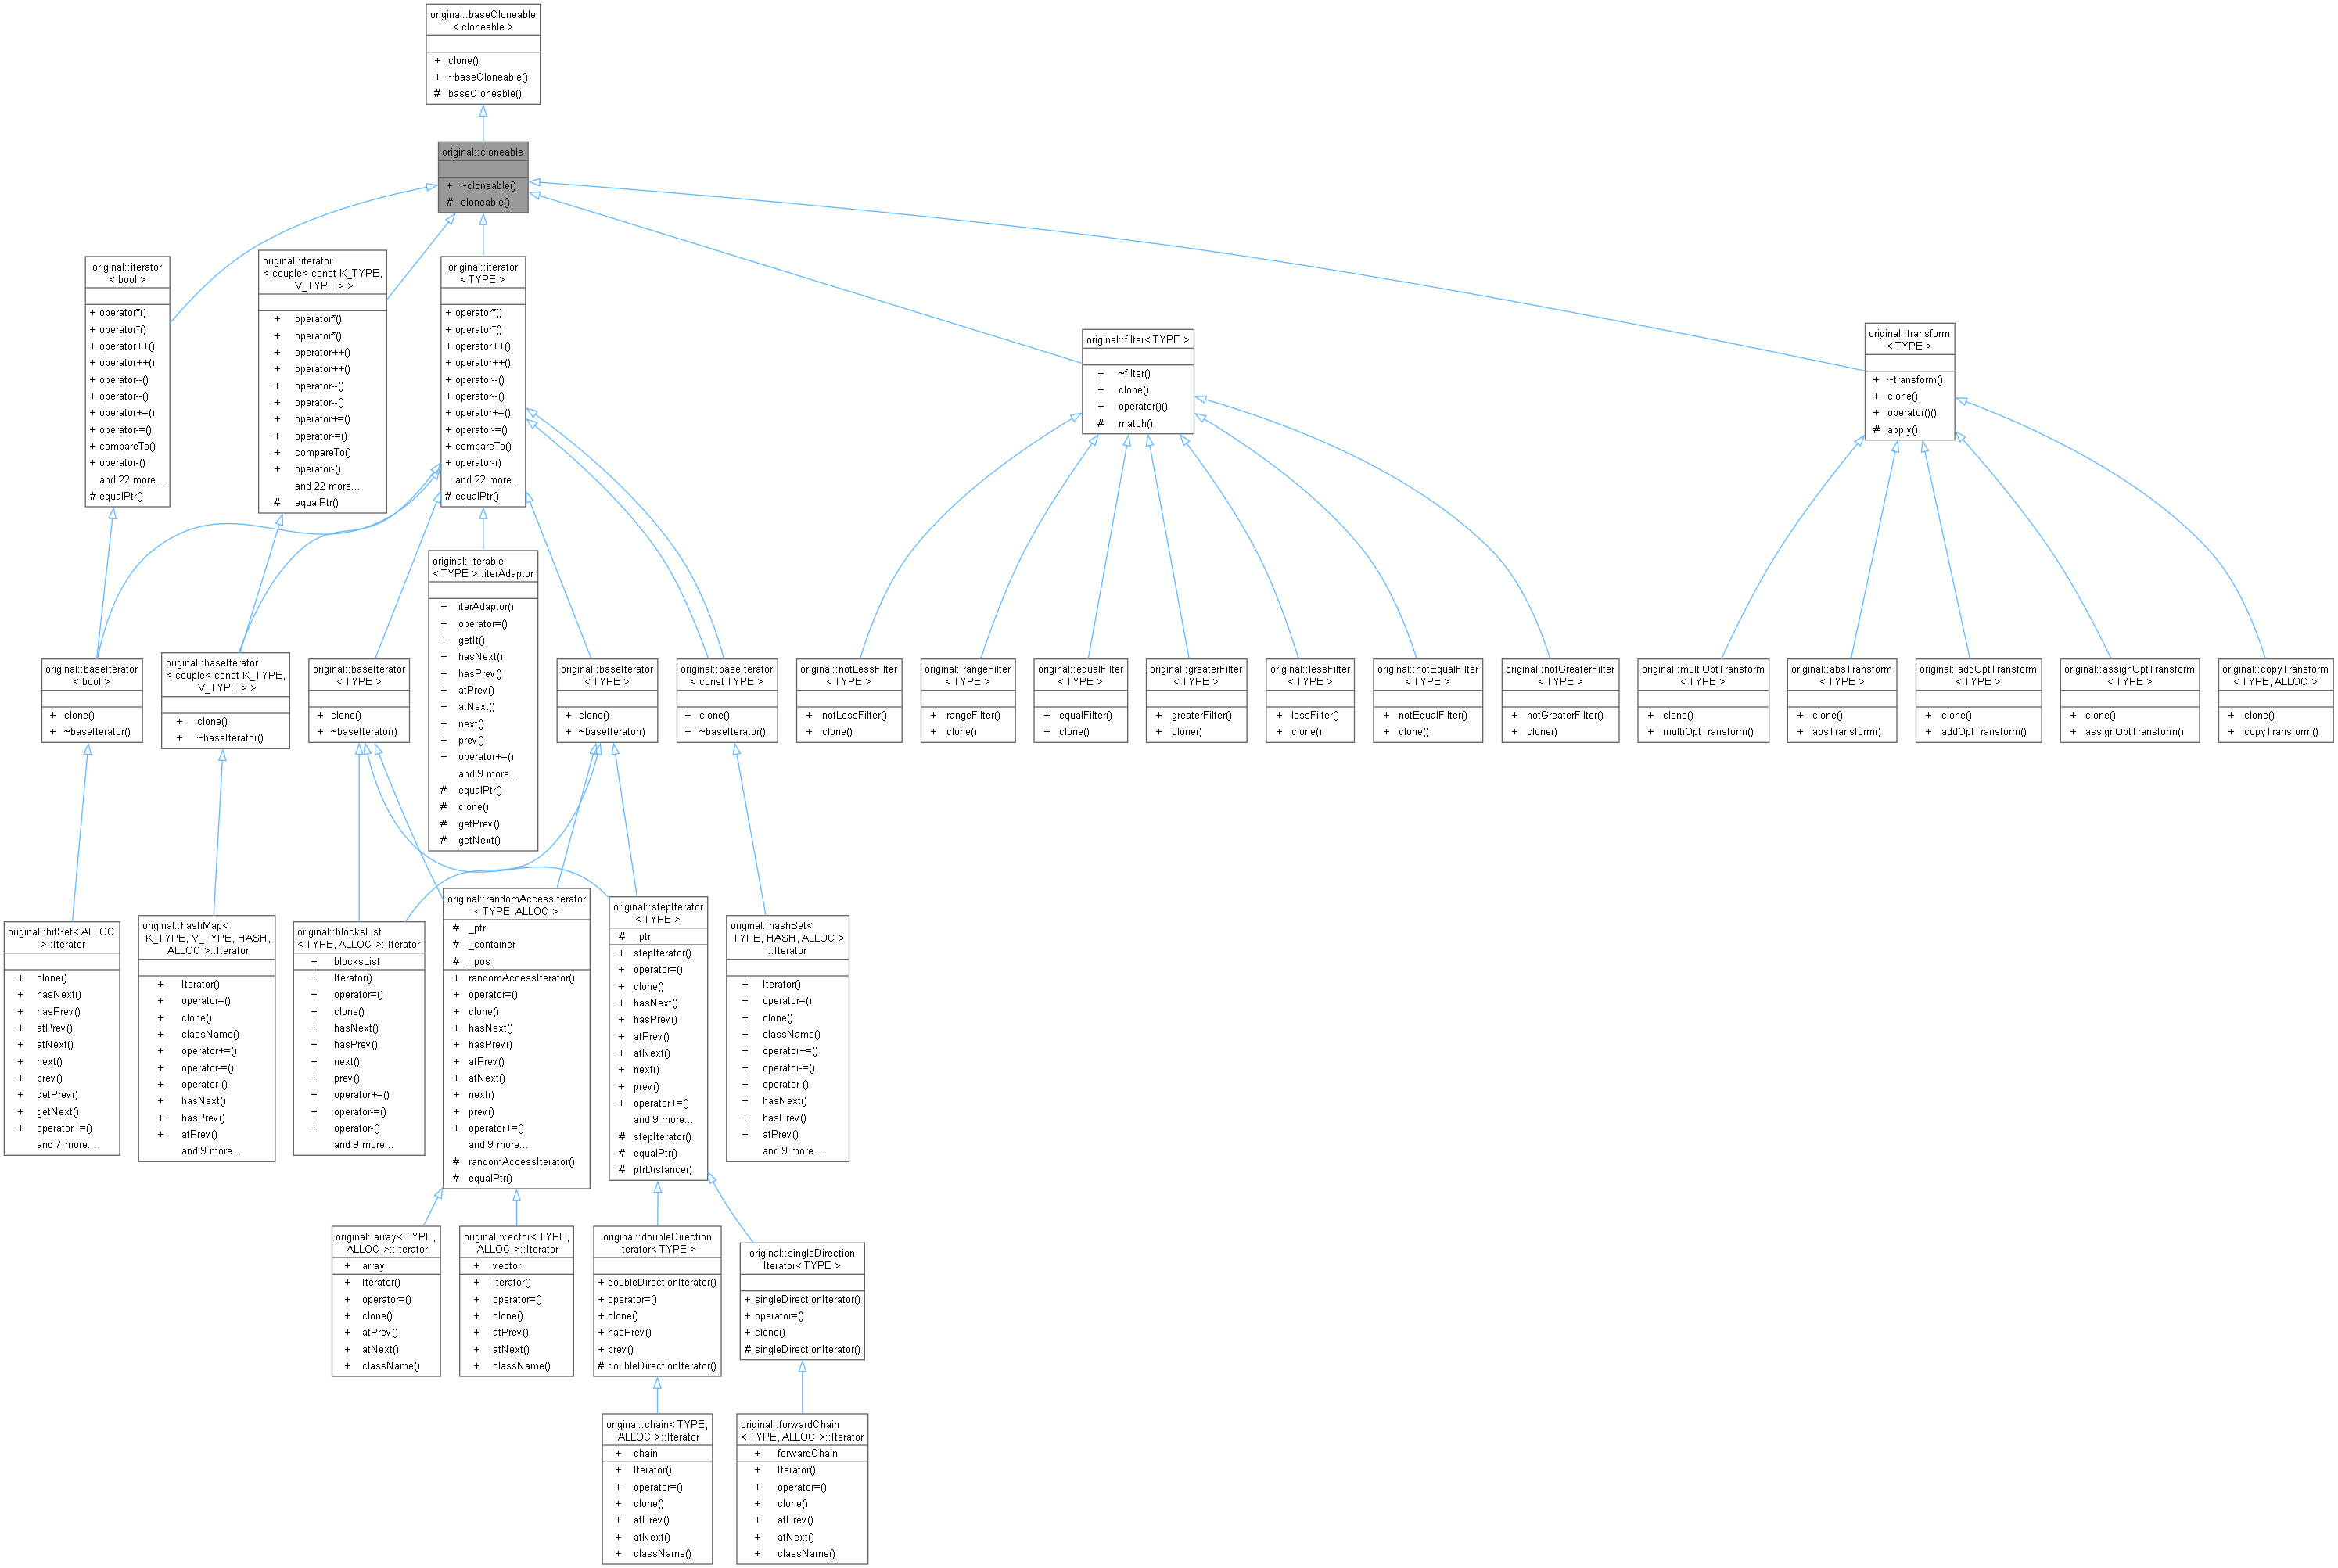 original::baseCloneable
< cloneable >
+ clone()
+ ~baseCloneable()
# baseCloneable()
original::cloneable
+ ~cloneable()
# cloneable()
original::iterator
< bool >
+ operator*()
+ operator*()
+ operator++()
+ operator++()
+ operator--()
+ operator--()
+ operator+=()
+ operator-=()
+ compareTo()
+ operator-()
and 22 more...
# equalPtr()
original::iterator
< couple< const K_TYPE,
V_TYPE > >
+ operator*()
+ operator*()
+ operator++()
+ operator++()
+ operator--()
+ operator--()
+ operator+=()
+ operator-=()
+ compareTo()
+ operator-()
and 22 more...
# equalPtr()
original::iterator
< TYPE >
+ operator*()
+ operator*()
+ operator++()
+ operator++()
+ operator--()
+ operator--()
+ operator+=()
+ operator-=()
+ compareTo()
+ operator-()
and 22 more...
# equalPtr()
original::filter< TYPE >
+ ~filter()
+ clone()
+ operator()()
# match()
original::transform
< TYPE >
+ ~transform()
+ clone()
+ operator()()
# apply()
original::baseIterator
< bool >
+ clone()
+ ~baseIterator()
original::baseIterator
< couple< const K_TYPE,
V_TYPE > >
+ clone()
+ ~baseIterator()
original::baseIterator
< TYPE >
+ clone()
+ ~baseIterator()
original::iterable
< TYPE >::iterAdaptor
+ iterAdaptor()
+ operator=()
+ getIt()
+ hasNext()
+ hasPrev()
+ atPrev()
+ atNext()
+ next()
+ prev()
+ operator+=()
and 9 more...
# equalPtr()
# clone()
# getPrev()
# getNext()
original::baseIterator
< TYPE >
+ clone()
+ ~baseIterator()
original::baseIterator
< const TYPE >
+ clone()
+ ~baseIterator()
original::notLessFilter
< TYPE >
+ notLessFilter()
+ clone()
original::rangeFilter
< TYPE >
+ rangeFilter()
+ clone()
original::equalFilter
< TYPE >
+ equalFilter()
+ clone()
original::greaterFilter
< TYPE >
+ greaterFilter()
+ clone()
original::lessFilter
< TYPE >
+ lessFilter()
+ clone()
original::notEqualFilter
< TYPE >
+ notEqualFilter()
+ clone()
original::notGreaterFilter
< TYPE >
+ notGreaterFilter()
+ clone()
original::multiOptTransform
< TYPE >
+ clone()
+ multiOptTransform()
original::absTransform
< TYPE >
+ clone()
+ absTransform()
original::addOptTransform
< TYPE >
+ clone()
+ addOptTransform()
original::assignOptTransform
< TYPE >
+ clone()
+ assignOptTransform()
original::copyTransform
< TYPE, ALLOC >
+ clone()
+ copyTransform()
original::bitSet< ALLOC
>::Iterator
+ clone()
+ hasNext()
+ hasPrev()
+ atPrev()
+ atNext()
+ next()
+ prev()
+ getPrev()
+ getNext()
+ operator+=()
and 7 more...
original::hashMap<
K_TYPE, V_TYPE, HASH,
ALLOC >::Iterator
+ Iterator()
+ operator=()
+ clone()
+ className()
+ operator+=()
+ operator-=()
+ operator-()
+ hasNext()
+ hasPrev()
+ atPrev()
and 9 more...
original::blocksList
< TYPE, ALLOC >::Iterator
+ blocksList
+ Iterator()
+ operator=()
+ clone()
+ hasNext()
+ hasPrev()
+ next()
+ prev()
+ operator+=()
+ operator-=()
+ operator-()
and 9 more...
original::randomAccessIterator
< TYPE, ALLOC >
# _ptr
# _container
# _pos
+ randomAccessIterator()
+ operator=()
+ clone()
+ hasNext()
+ hasPrev()
+ atPrev()
+ atNext()
+ next()
+ prev()
+ operator+=()
and 9 more...
# randomAccessIterator()
# equalPtr()
original::stepIterator
< TYPE >
# _ptr
+ stepIterator()
+ operator=()
+ clone()
+ hasNext()
+ hasPrev()
+ atPrev()
+ atNext()
+ next()
+ prev()
+ operator+=()
and 9 more...
# stepIterator()
# equalPtr()
# ptrDistance()
original::hashSet<
TYPE, HASH, ALLOC >
::Iterator
+ Iterator()
+ operator=()
+ clone()
+ className()
+ operator+=()
+ operator-=()
+ operator-()
+ hasNext()
+ hasPrev()
+ atPrev()
and 9 more...
original::array< TYPE,
ALLOC >::Iterator
+ array
+ Iterator()
+ operator=()
+ clone()
+ atPrev()
+ atNext()
+ className()
original::vector< TYPE,
ALLOC >::Iterator
+ vector
+ Iterator()
+ operator=()
+ clone()
+ atPrev()
+ atNext()
+ className()
original::doubleDirection
Iterator< TYPE >
+ doubleDirectionIterator()
+ operator=()
+ clone()
+ hasPrev()
+ prev()
# doubleDirectionIterator()
original::singleDirection
Iterator< TYPE >
+ singleDirectionIterator()
+ operator=()
+ clone()
# singleDirectionIterator()
original::chain< TYPE,
ALLOC >::Iterator
+ chain
+ Iterator()
+ operator=()
+ clone()
+ atPrev()
+ atNext()
+ className()
original::forwardChain
< TYPE, ALLOC >::Iterator
+ forwardChain
+ Iterator()
+ operator=()
+ clone()
+ atPrev()
+ atNext()
+ className()